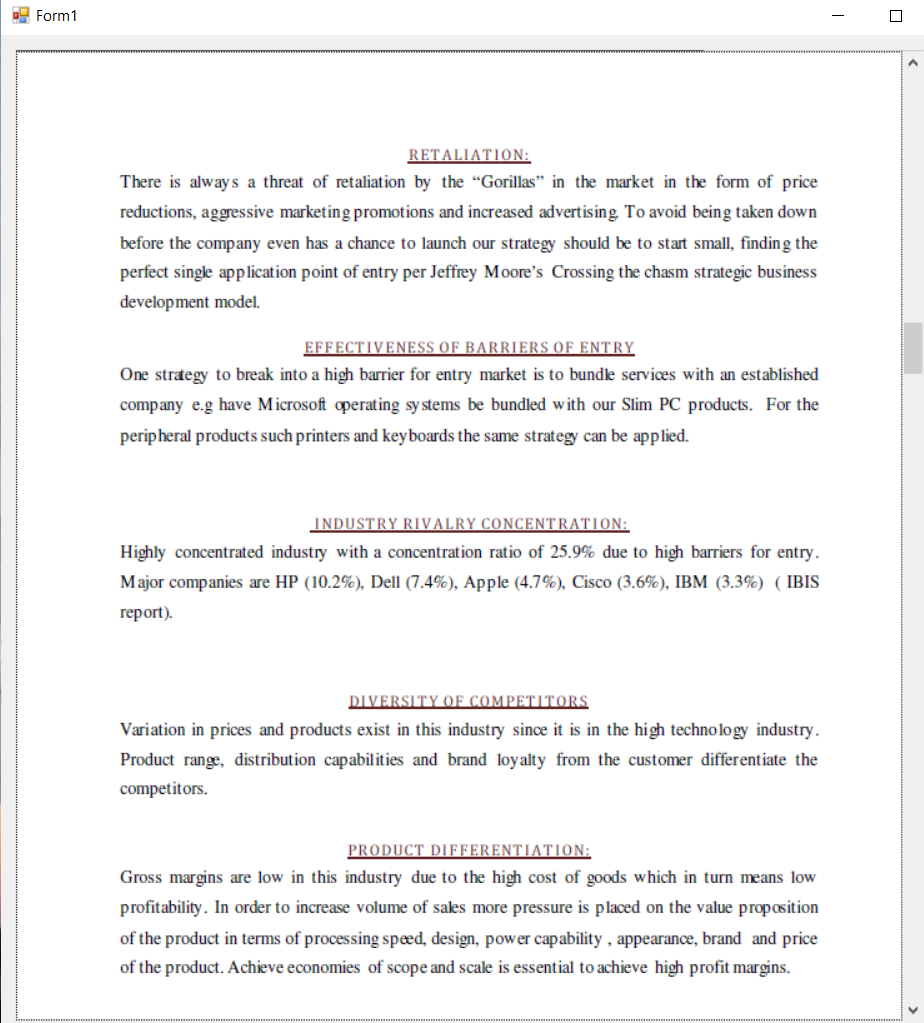 Form1
RETALIATION:
There is always a threat of retaliation by the “Gorillas” in the market in the form of price
reductions, aggressive marketing promotions and increased advertising. To avoid being taken down
before the company even has a chance to launch our strategy should be to start small, finding the
perfect single application point of entry per Jeffrey Moore’s Crossing the chasm strategic business
development model.
EFFECTIVENESS OF BARRIERS OF ENTRY
One strategy to break into a high barrier for entry market is to bundle services with an established
company e.g have Microsoft operating systems be bundled with our Slim PC products. For the
peripheral products such printers and keyboards the same strategy can be applied.
INDUSTRY RIVALRY CONCENTRATION:
Highly concentrated industry with a concentration ratio of 25.9% due to high barriers for entry.
Major companies are HP (10.2%), Dell (7.4%), Apple (4.7%), Cisco (3.6%), IBM (3.3%) ( IBIS
report).
DIVERSITY OF COMPETITORS
Variation in prices and products exist in this industry since it is in the high technology industry.
Product range, distribution capabilities and brand loyalty from the customer differentiate the
competitors.
PRODUCT DIFFERENTIATION:
Gross margins are low in this industry due to the high cost of goods which in turn means low
profitability. In order to increase volume of sales more pressure is placed on the value proposition
of the product in terms of processing speed, design, power capability , appearance, brand and price
of the product. Achieve economies of scope and scale is essential to achieve high profit margins.